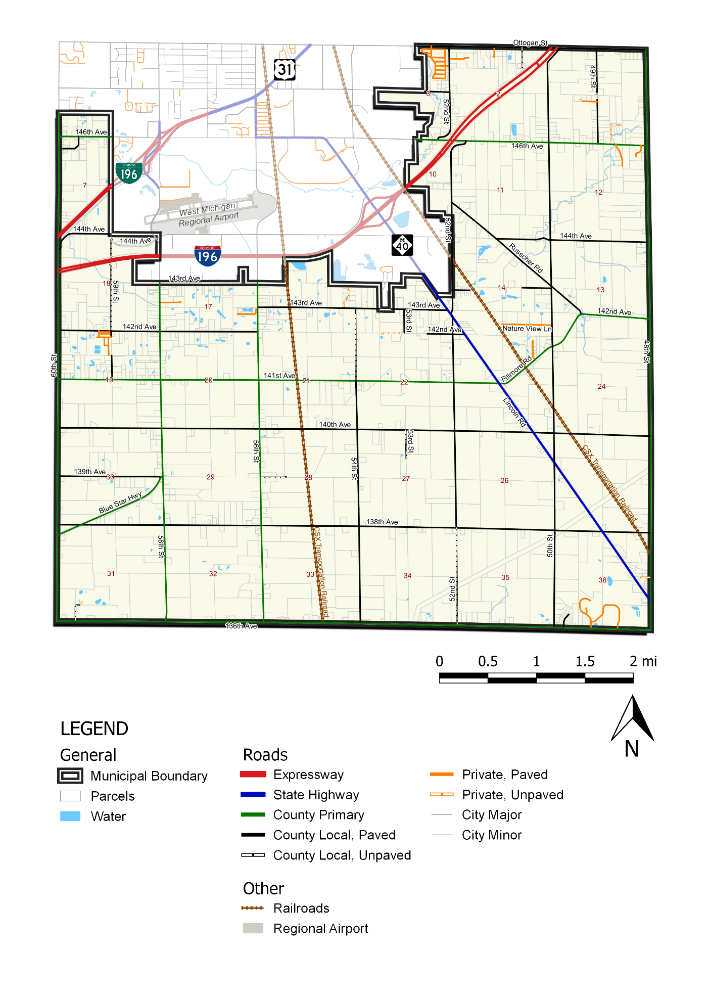 Ottogan St
31
49th St
3
2
1
52nd St
146th Ave
146th Ave
BUSINESS
196
7
10
11
12
West Michigan
Regional Airport
144th Ave
144th Ave
52nd St
144th Ave
INTERSTATE
196
M
40
Russcher Rd
143rd Ave
18
59th St
17
143rd Ave
143rd Ave
14
13
142nd Ave
53rd St
142nd Ave
142nd Ave
Nature View Ln
60th St
48th St
Fillmore Rd
19
20
141st Ave
21
22
24
Lincoln Rd
140th Ave
56th St
53rd St
CSX Transportation Railroad
54th St
139th Ave
30
29
28
27
26
Blue Star Hwy
138th Ave
58th St
CSX Transportation Railroad
50th St
31
32
33
34
52nd St
35
36
136th Ave
0 0.5 1 1.5 2 mi
N
LEGEND
General
Municipal Boundary
Parcels
Water
Roads
Expressway
State Highway
County Primary
County Local, Paved
County Local, Unpaved
Private, Paved
Private, Unpaved
City Major
City Minor
Other
Railroads
Regional Airport